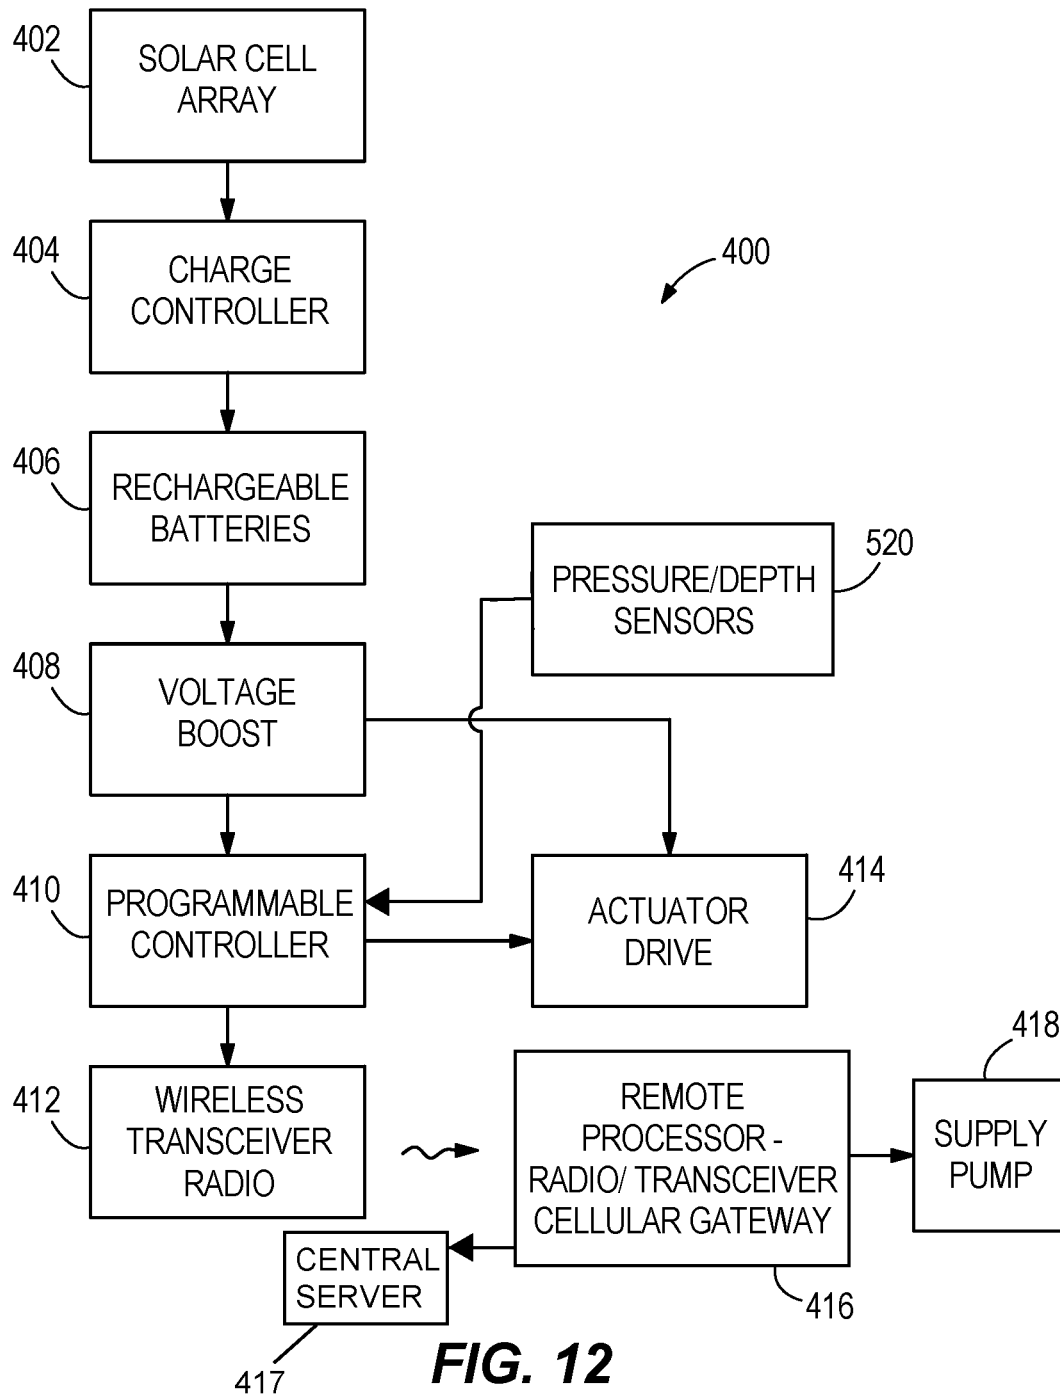 402
SOLAR CELL
ARRAY
404
CHARGE
CONTROLLER
400
406
RECHARGEABLE
BATTERIES
520
PRESSURE/DEPTH
SENSORS
408
VOLTAGE
BOOST
410
PROGRAMMABLE
CONTROLLER
414
ACTUATOR
DRIVE
412
WIRELESS
TRANSCEIVER
RADIO
REMOTE
PROCESSOR -
RADIO/ TRANSCEIVER
CELLULAR GATEWAY
416
418
SUPPLY
PUMP
CENTRAL
SERVER
417
FIG. 12